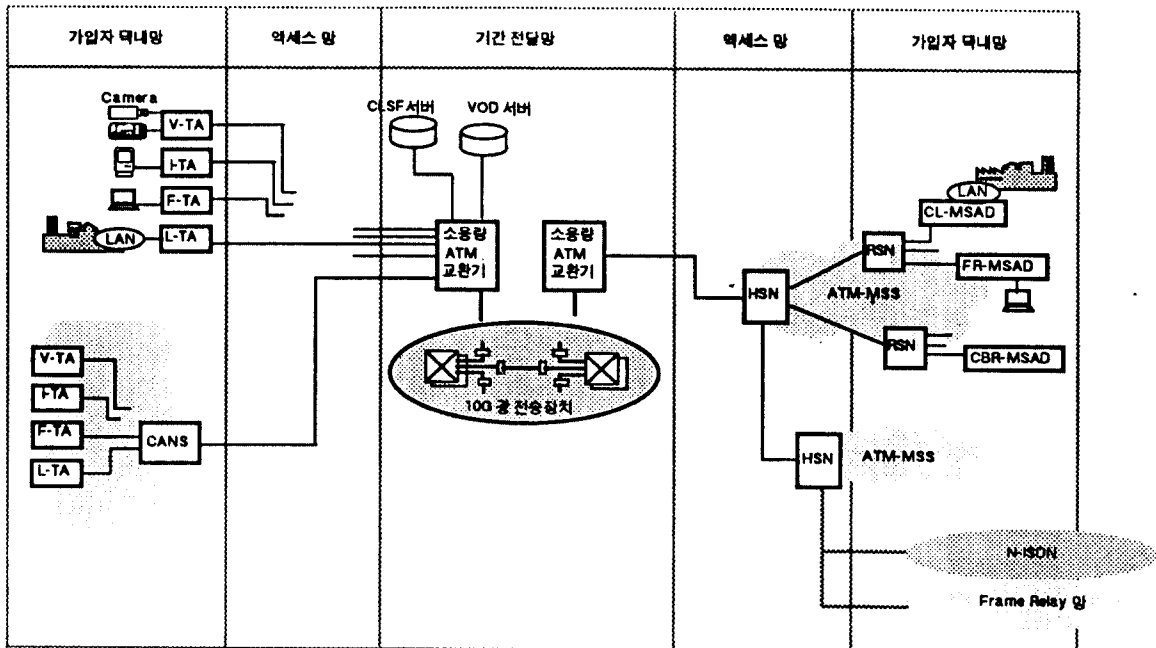 가입자 댁내망
액세스 망
기간 전달망
액세스 망
가입자 댁내망
Camera
V-TA
I-TA
F-TA
LAN
L-TA
CLSF 서버
VOD 서버
소용량
ATM
교환기
소용량
ATM
교환기
10G 광 전송장치
V-TA
I-TA
F-TA
L-TA
CANS
HSN
ATM-MSS
RSN
LAN
CL-MSAD
FR-MSAD
RSN
CBR-MSAD
HSN
ATM-MSS
N-ISDN
Frame Relay 망